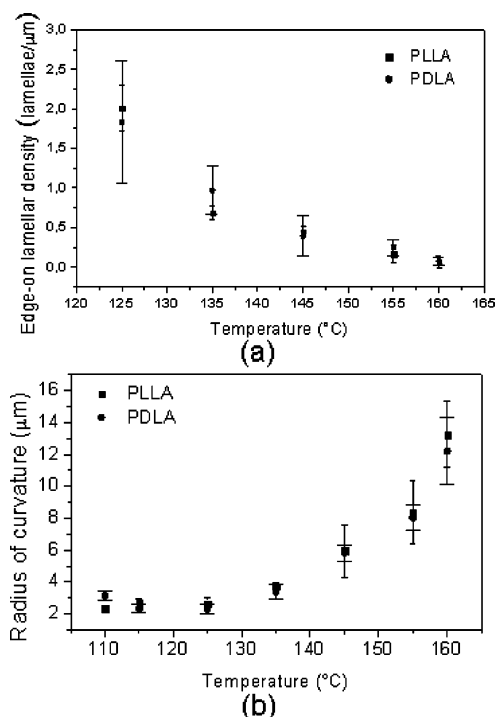 3,0
2,5
2,0
1,5
1,0
0,5
0,0
Edge-on lamellar density (lamellae/μm)
PLLA
PDLA
120 125 130 135 140 145 150 155 160 165
Temperature (°C)
(a)
16
14
12
10
8
6
4
2
Radius of curvature (μm)
PLLA
PDLA
110 115 120 125 130 135 140 145 150 155 160
Temperature (°C)
(b)